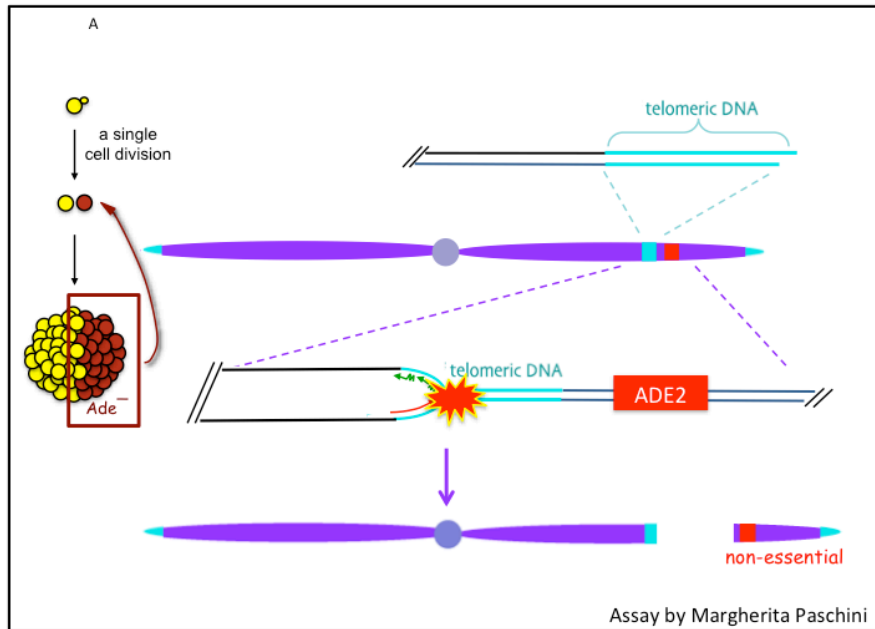 A
a single
cell division
telomeric DNA
Ade‾
telomeric DNA
ADE2
non-essential
Assay by Margherita Paschini